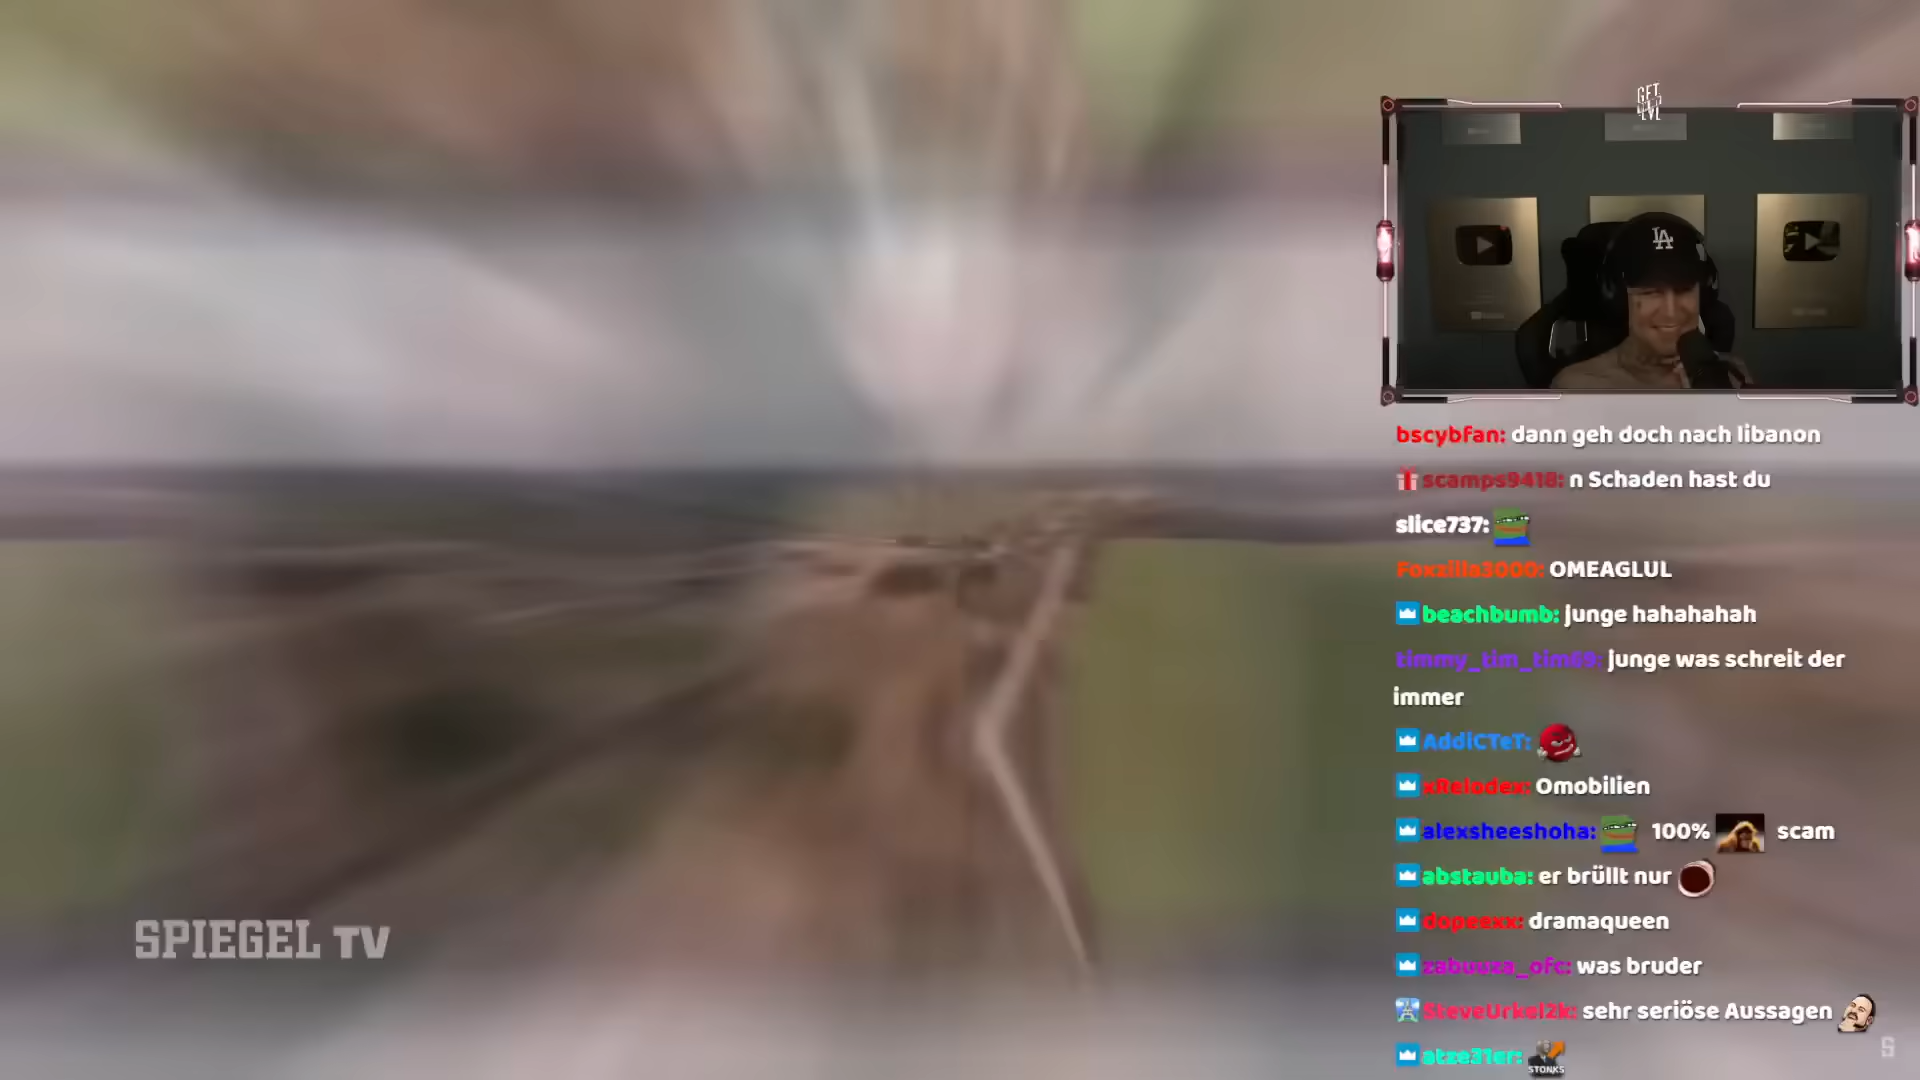 LA
bscybfan: dann geh doch nach libanon
scamps9418: n Schaden hast du
slice737:
Foxzilla3000: OMEAGLUL
beachbumb: junge hahahahah
timmy_tim_tim69: junge was schreit der
immer
AddiCTeT:
xReladex: Omobilien
alexsheeshoha: 100% scam
abstauba: er brüllt nur
dopeexx: dramaqueen
SPIEGEL TV
zabuuza_ofc: was bruder
SteveUrkel2k: sehr seriöse Aussagen
S
atze31er: STONKS